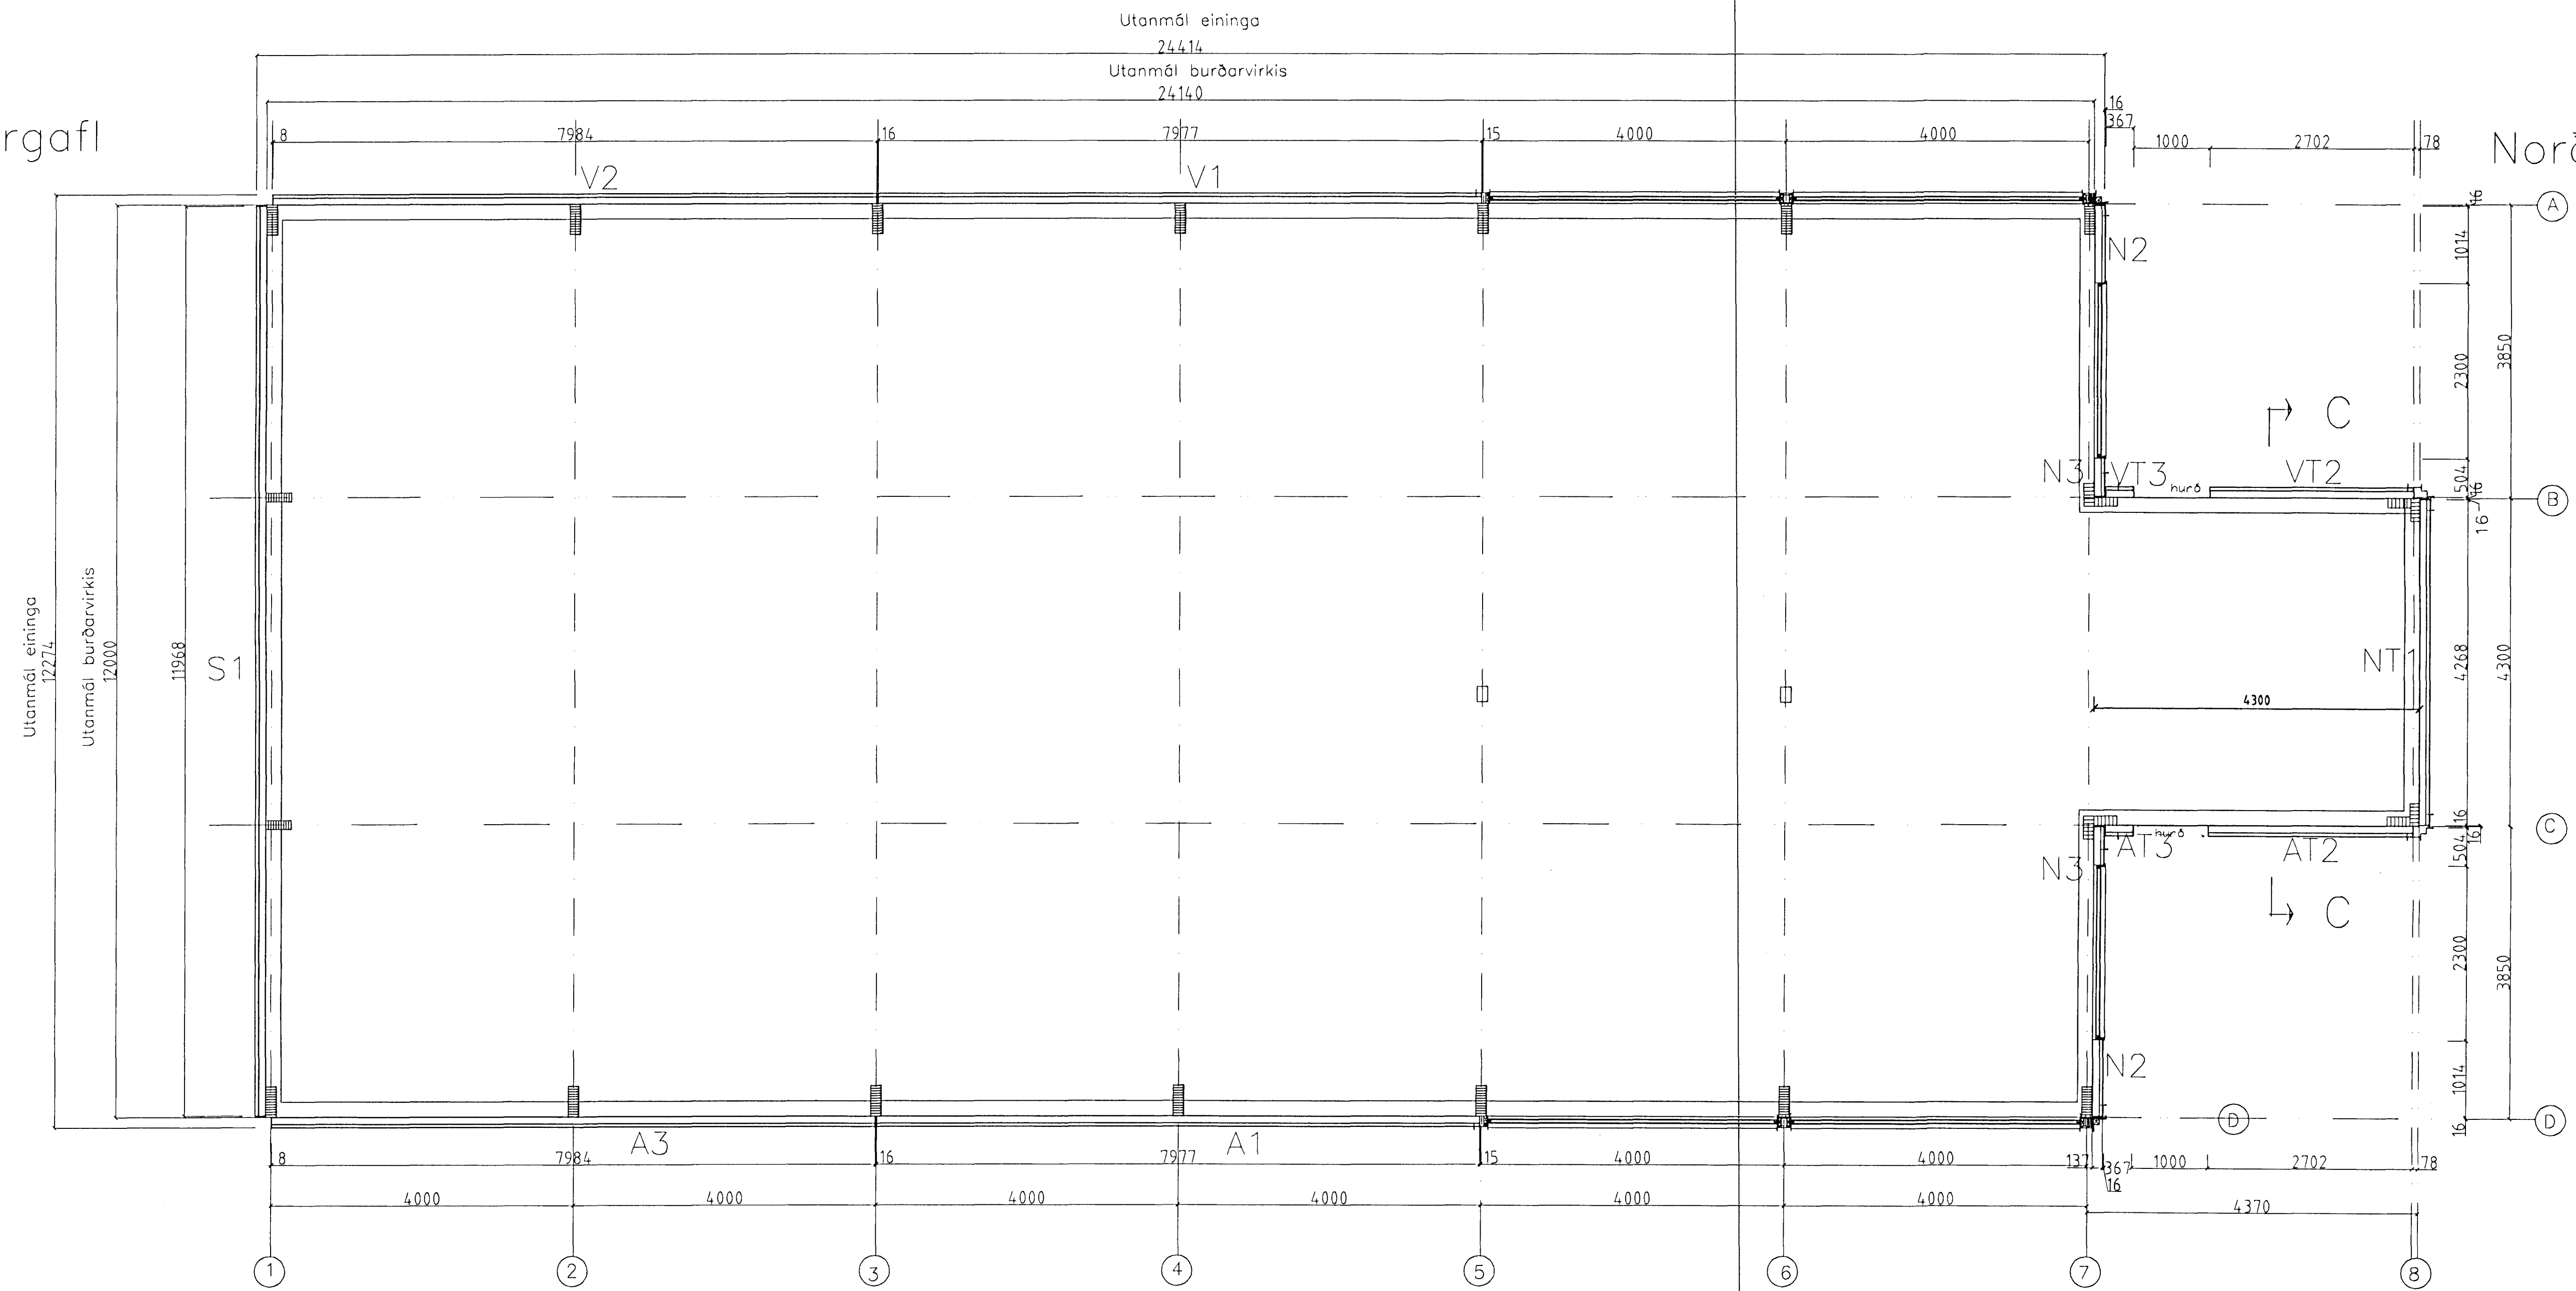 Utanmál eininga
24414
Utanmál burðarvirkis
24140
rgafl
8 7984 16 7977 15 4000 4000
16
367
1000 2702 78
Norð
V2 V1
16
A
N2
1014
3850
2300
C
N3 VT3 hurð VT2
504
16
16
B
Utanmál eininga
12274
Utanmál burðarvirkis
12000
11968
S1
NT1
4268
4300
4300
16
C
N3 AT3 hurð AT2
504
16
C
2300
3850
N2
1014
D
16
D
A3 A1
8 7984 16 7977 15 4000 4000 137 367 1000 2702 78
16
4000 4000 4000 4000 4000 4000 4370
1 2 3 4 5 6 7 8